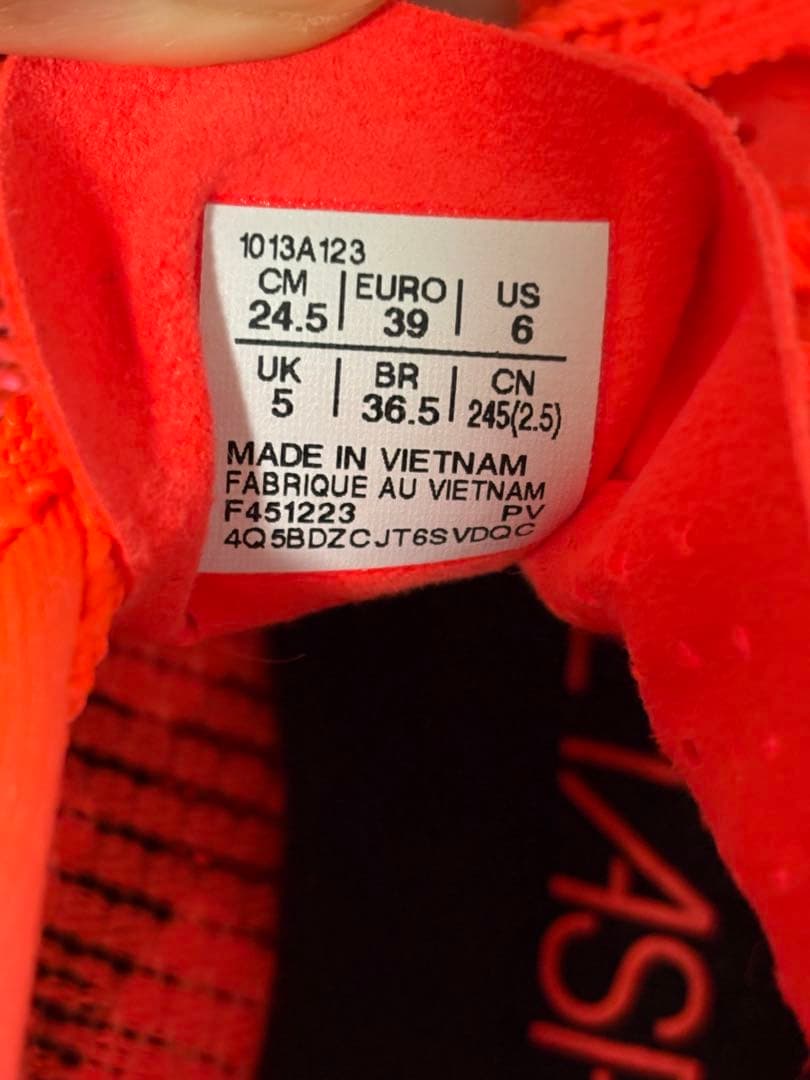 1013A123
CM | EURO | US
24.5 | 39 | 6
UK | BR | CN
5 | 36.5 | 245(2.5)
MADE IN VIETNAM
FABRIQUE AU VIETNAM
F451223 PV
4Q5BDZCJT6SVDQC